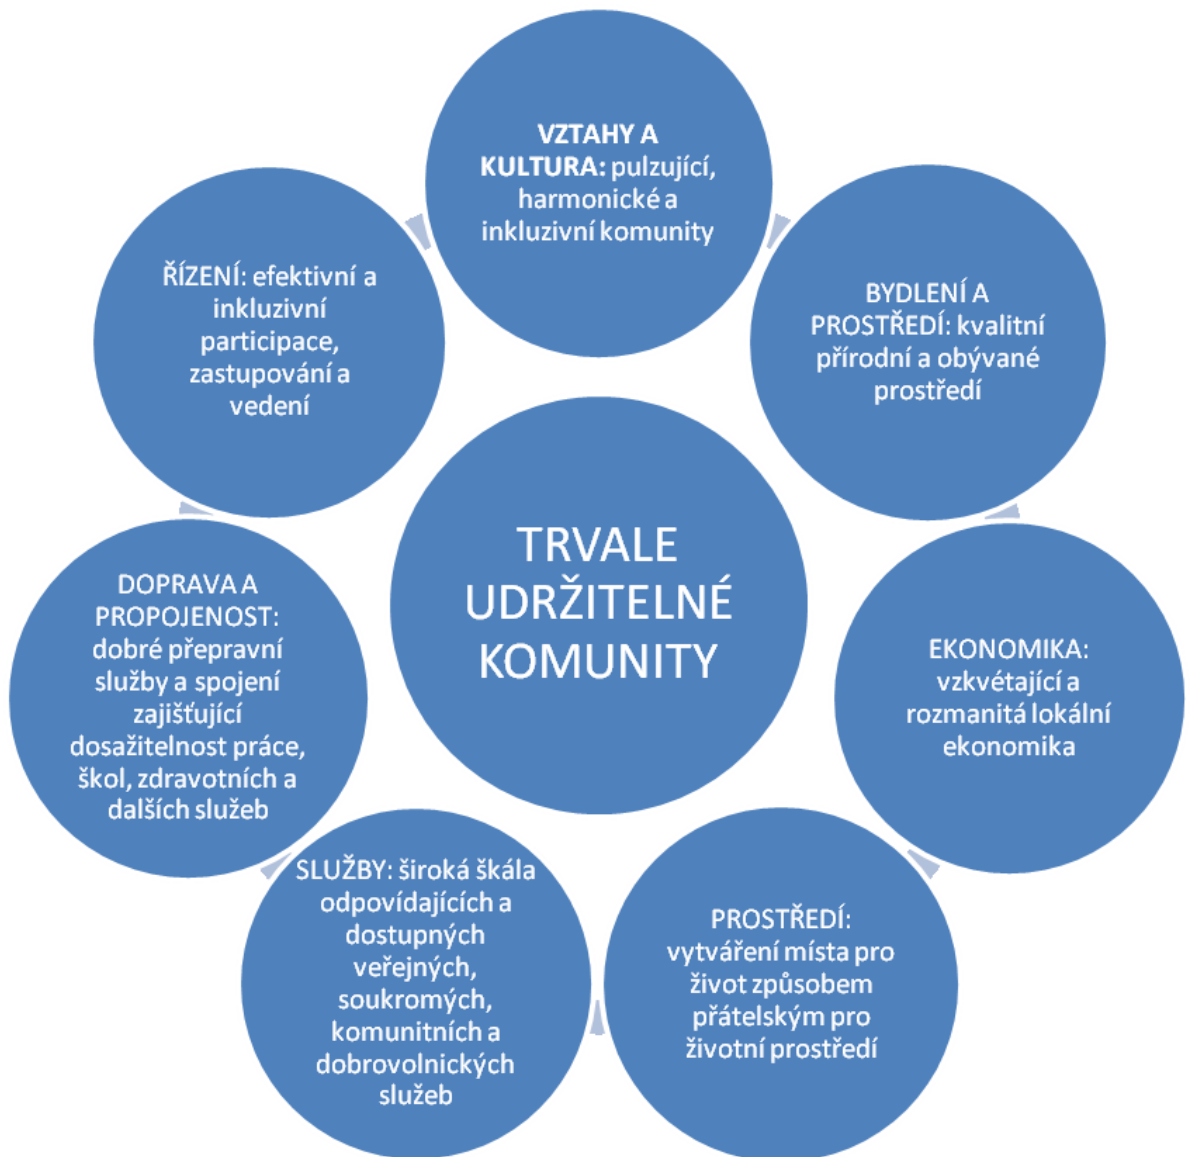 VZTAHY A
KULTURA: pulzující,
harmonické a
inkluzivní komunity
BYDLENÍ A
PROSTŘEDÍ: kvalitní
přírodní a obývané
prostředí
EKONOMIKA:
vzkvétající a
rozmanitá lokální
ekonomika
PROSTŘEDÍ:
vytváření místa pro
život způsobem
přátelským pro
životní prostředí
SLUŽBY: široká škála
odpovídajících a
dostupných
veřejných,
soukromých,
komunitních a
dobrovolnických
služeb
DOPRAVA A
PROPOJENOST:
dobré přepravní
služby a spojení
zajišťující
dosažitelnost práce,
škol, zdravotních a
dalších služeb
ŘÍZENÍ: efektivní a
inkluzivní
participace,
zastupování a
vedení
TRVALE
UDRŽITELNÉ
KOMUNITY